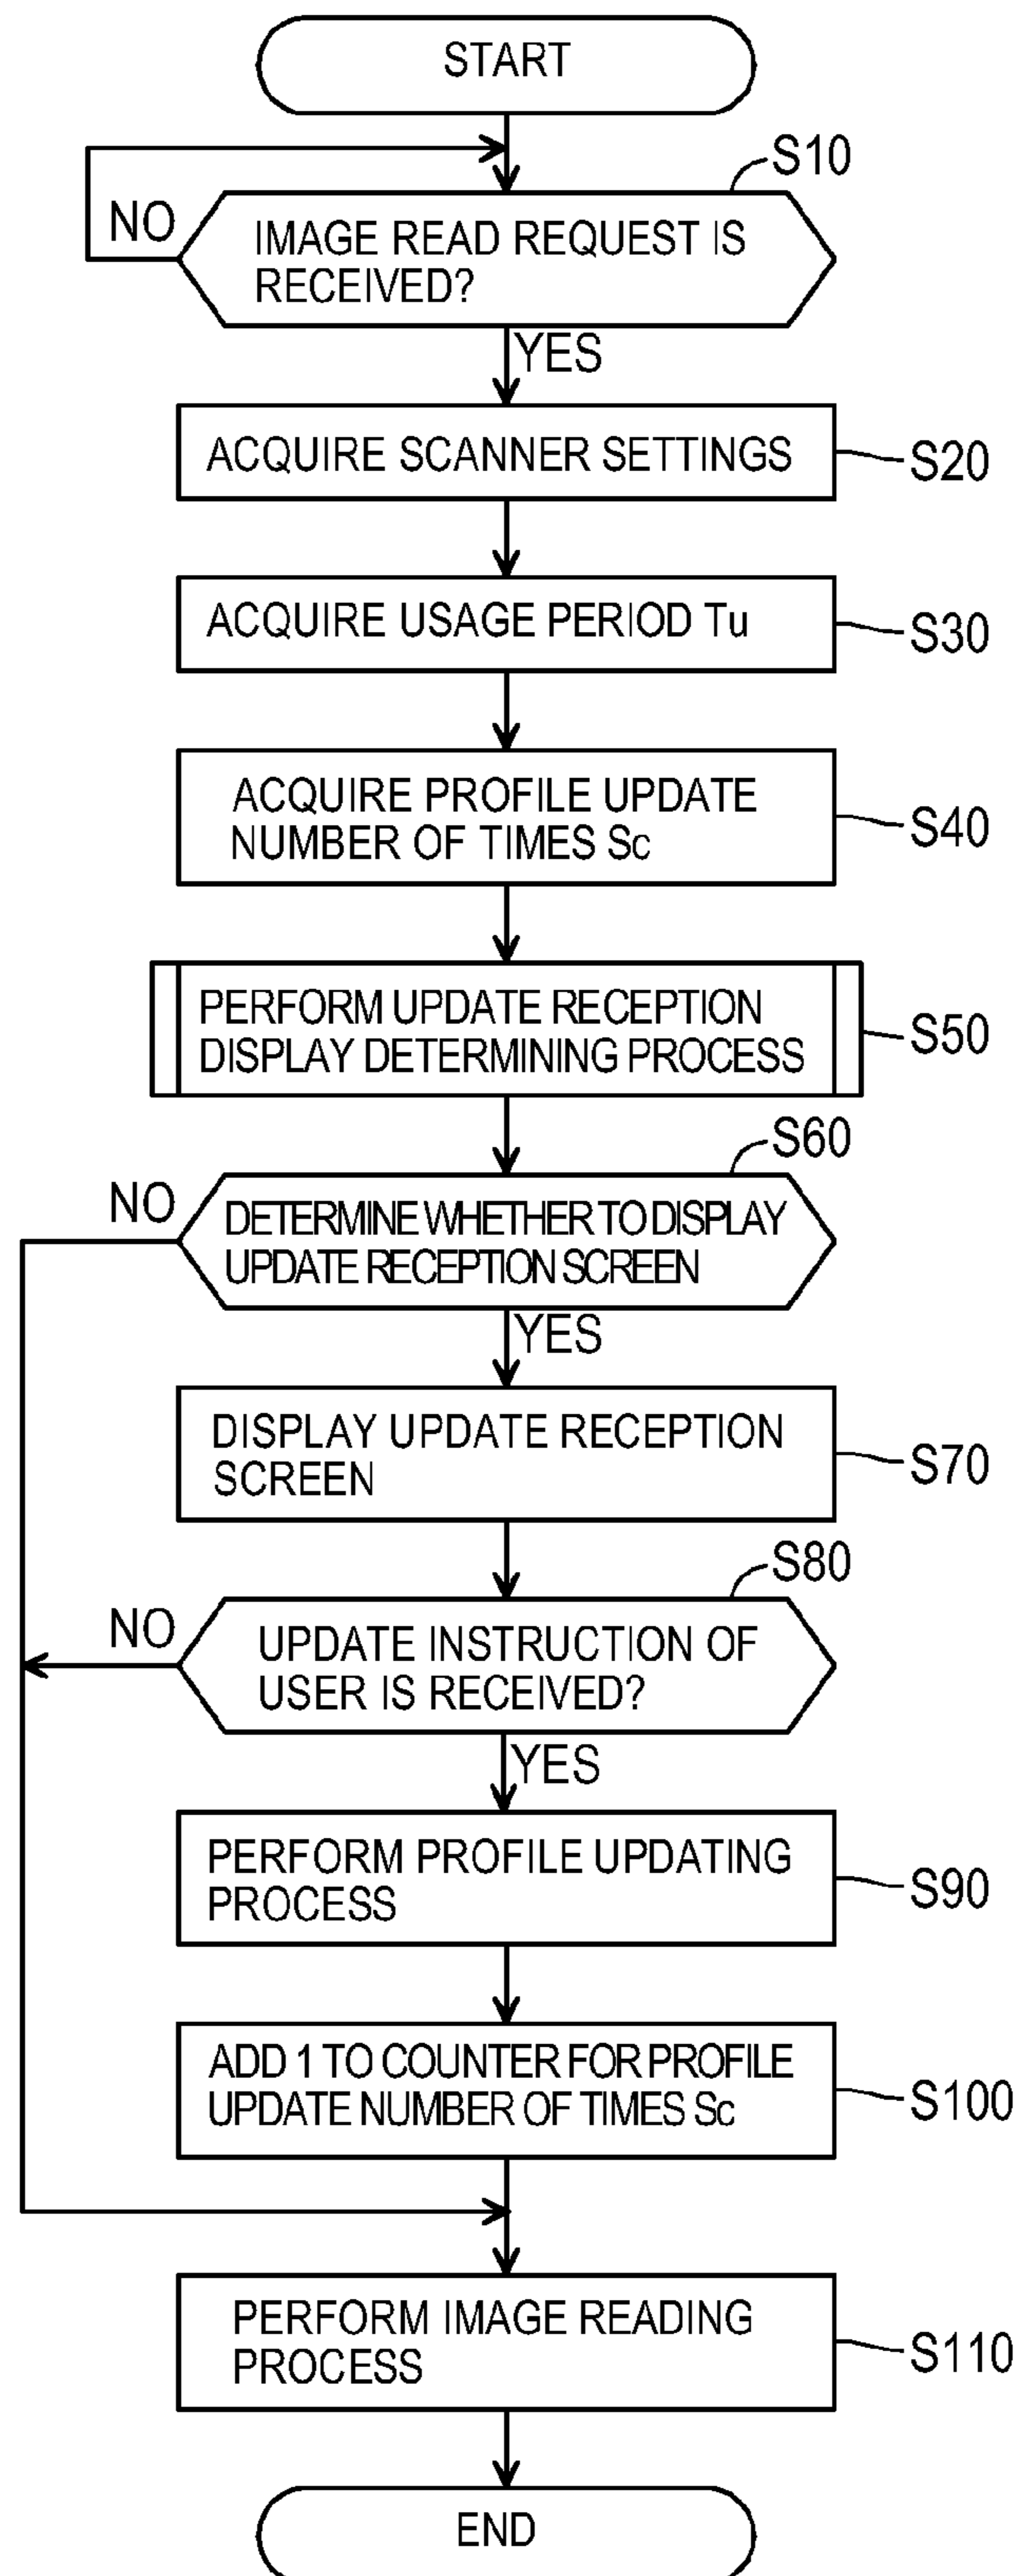 START
S10
NO
IMAGE READ REQUEST IS
RECEIVED?
YES
ACQUIRE SCANNER SETTINGS
S20
ACQUIRE USAGE PERIOD Tu
S30
ACQUIRE PROFILE UPDATE
NUMBER OF TIMES Sc
S40
PERFORM UPDATE RECEPTION
DISPLAY DETERMINING PROCESS
S50
S60
NO
DETERMINE WHETHER TO DISPLAY
UPDATE RECEPTION SCREEN
YES
DISPLAY UPDATE RECEPTION
SCREEN
S70
S80
NO
UPDATE INSTRUCTION OF
USER IS RECEIVED?
YES
PERFORM PROFILE UPDATING
PROCESS
S90
ADD 1 TO COUNTER FOR PROFILE
UPDATE NUMBER OF TIMES Sc
S100
PERFORM IMAGE READING
PROCESS
S110
END